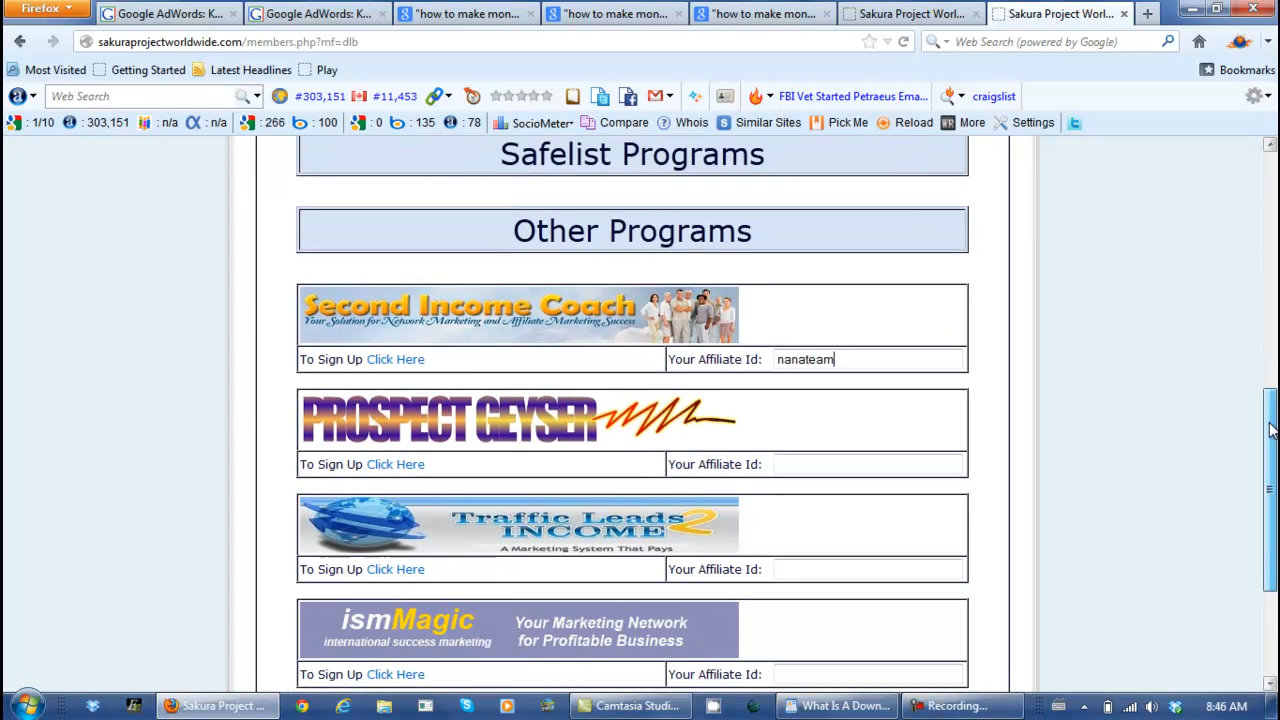 Firefox
Google AdWords: K...
Google AdWords: K...
"how to make mon...
"how to make mon...
"how to make mon...
Sakura Project Worl...
Sakura Project Worl...
sakuraprojectworldwide.com/members.php?mf=dlb
Web Search (powered by Google)
Most Visited
Getting Started
Latest Headlines
Play
Bookmarks
Web Search
#303,151
#11,453
FBI Vet Started Petraeus Ema...
craigslist
: 1/10
: 303,151
: n/a
: n/a
: 266
: 100
: 0
: 135
: 78
SocioMeter
Compare
Whois
Similar Sites
Pick Me
Reload
More
Settings
Safelist Programs
Other Programs
Second Income Coach
Your Solution for Network Marketing and Affiliate Marketing Success
To Sign Up Click Here
Your Affiliate Id: nanateam
PROSPECT GEYSER
To Sign Up Click Here
Your Affiliate Id:
Traffic Leads 2
INCOME
A Marketing System That Pays
To Sign Up Click Here
Your Affiliate Id:
ismMagic
international success marketing
Your Marketing Network
for Profitable Business
To Sign Up Click Here
Your Affiliate Id:
Sakura Project ...
Camtasia Studi...
What Is A Down...
Recording...
8:46 AM